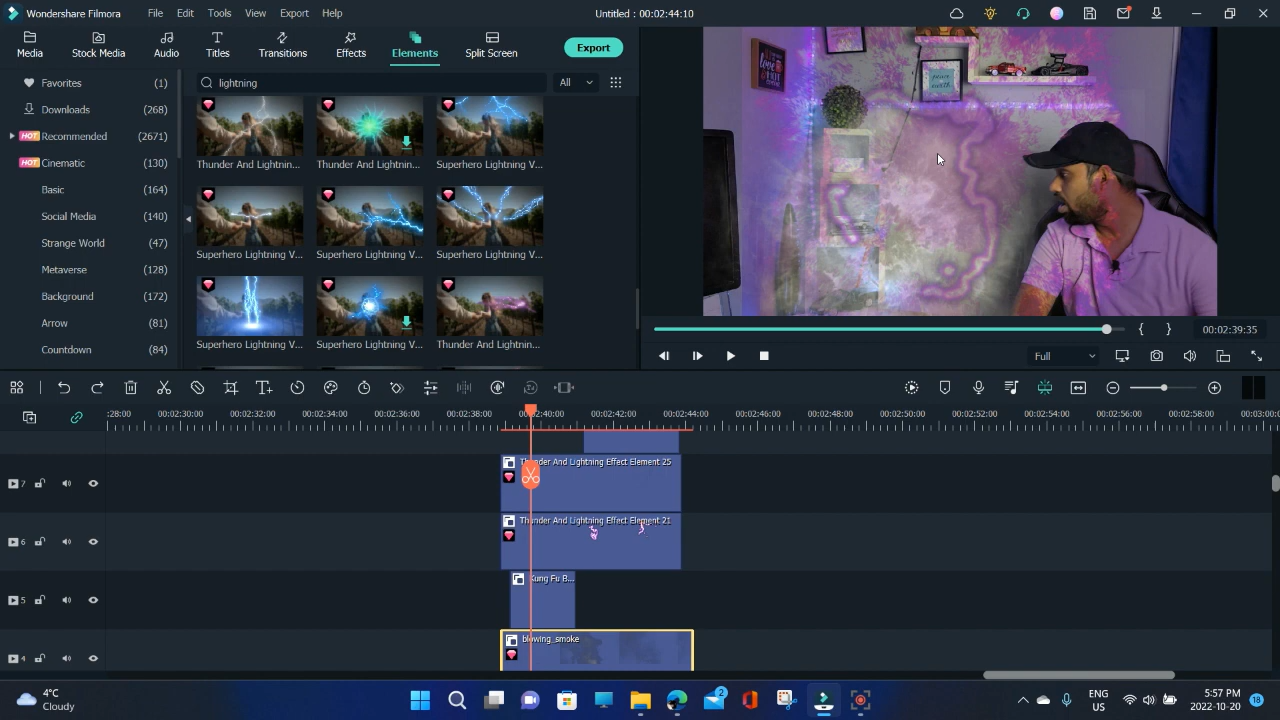 Wondershare Filmora
File Edit Tools View Export Help
Untitled : 00:02:44:10
Media Stock Media Audio Titles Transitions Effects Elements Split Screen
Export
Favorites (1)
Downloads (268)
HOT Recommended (2671)
HOT Cinematic (130)
Basic (164)
Social Media (140)
Strange World (47)
Metaverse (128)
Background (172)
Arrow (81)
Countdown (84)
lightning
All
Thunder And Lightnin... Thunder And Lightnin... Superhero Lightning V...
Superhero Lightning V... Superhero Lightning V... Superhero Lightning V...
Superhero Lightning V... Superhero Lightning V... Thunder And Lightnin...
{ } 00:02:39:35
Full
:28:00 00:02:30:00 00:02:32:00 00:02:34:00 00:02:36:00 00:02:38:00 00:02:40:00 00:02:42:00 00:02:44:00 00:02:46:00 00:02:48:00 00:02:50:00 00:02:52:00 00:02:54:00 00:02:56:00 00:02:58:00 00:03:00:0
7
Thunder And Lightning Effect Element 25
6
Thunder And Lightning Effect Element 21
5
Kung Fu B...
4
blowing_smoke
4°C
Cloudy
2
ENG
US
5:57 PM
2022-10-20
18